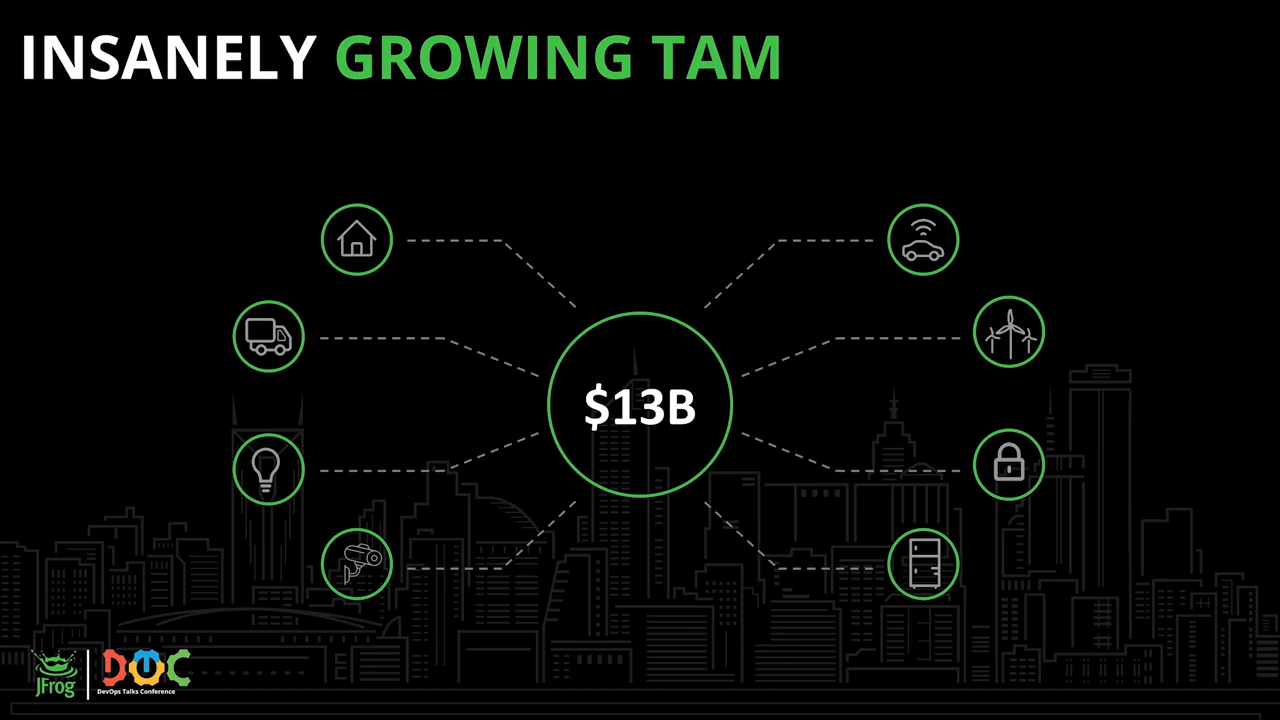 INSANELY GROWING TAM
$13B
JFrog
DOC
DevOps Talks Conference